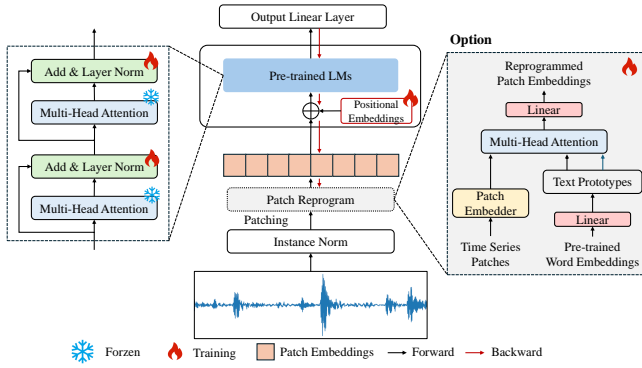 Output Linear Layer
Pre-trained LMs
Positional
Embeddings
Patch Reprogram
Patching
Instance Norm
Add & Layer Norm
Multi-Head Attention
Add & Layer Norm
Multi-Head Attention
Option
Reprogrammed
Patch Embeddings
Linear
Multi-Head Attention
Patch
Embedder
Text Prototypes
Linear
Time Series
Patches
Pre-trained
Word Embeddings
Forzen
Training
Patch Embeddings
Forward
Backward